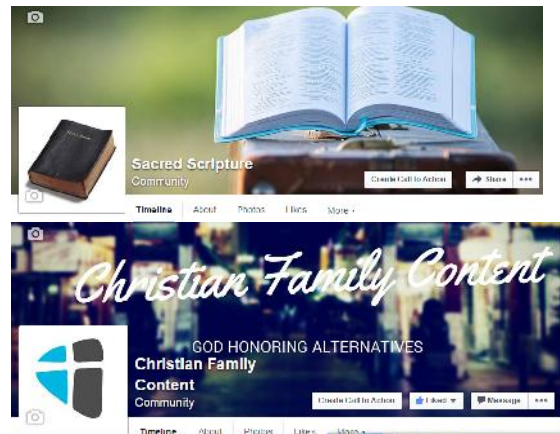 Sacred Scripture
Community
Create Call to Action
Share
Timeline About Photos Likes More
Christian Family Content
GOD HONORING ALTERNATIVES
Christian Family
Content
Community
Create Call to Action Liked Message
Timeline About Photos Likes More